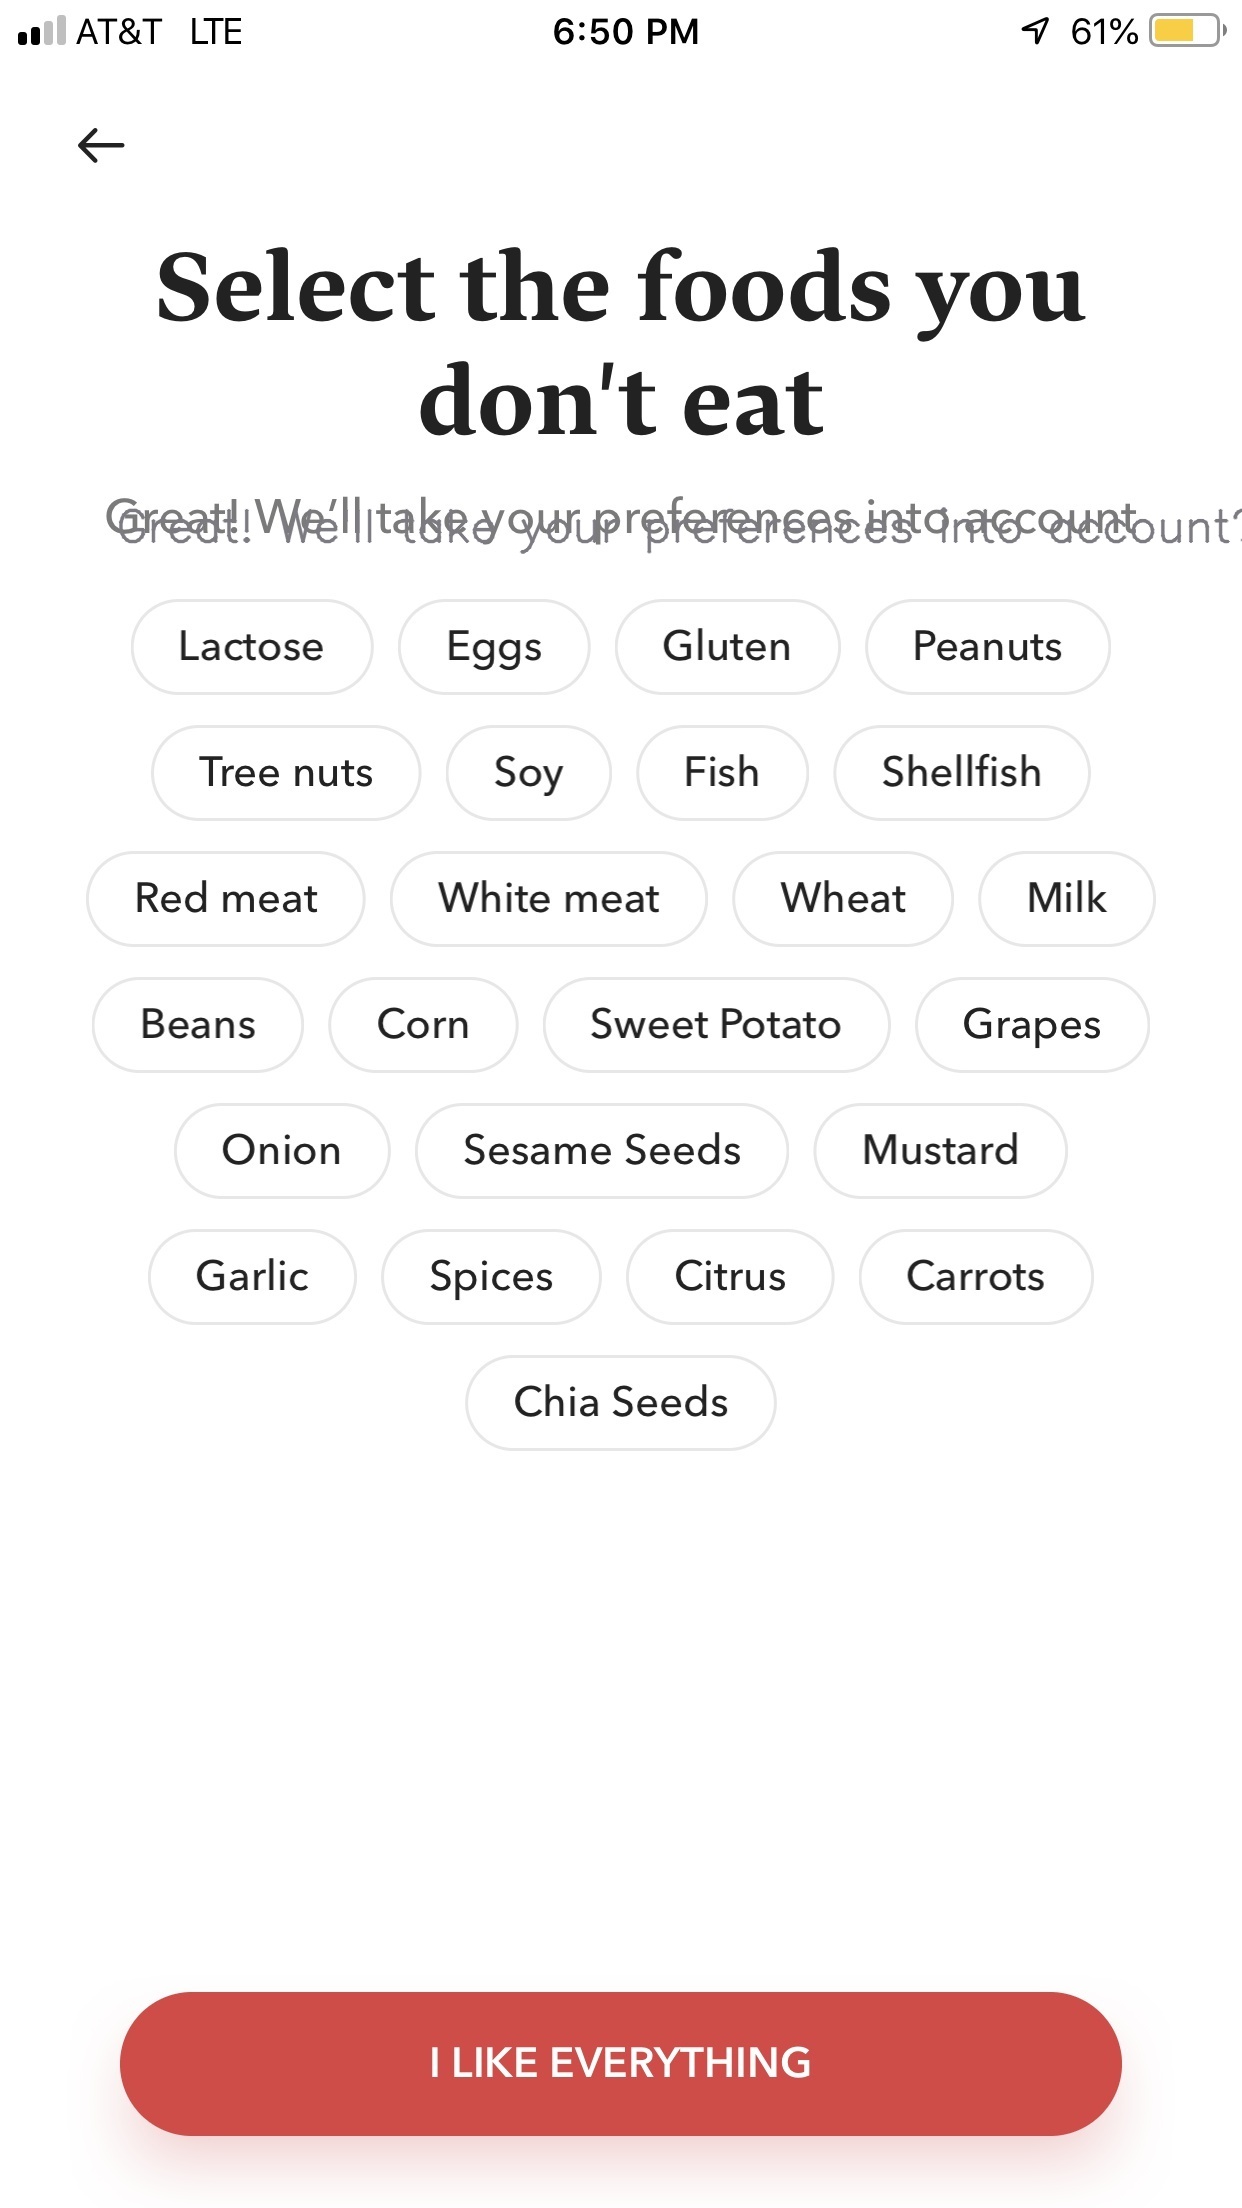 AT&T LTE 6:50 PM 61%
Select the foods you
don't eat
Great! We'll take your preferences into account
Great! We'll take your preferences into account?
Lactose Eggs Gluten Peanuts
Tree nuts Soy Fish Shellfish
Red meat White meat Wheat Milk
Beans Corn Sweet Potato Grapes
Onion Sesame Seeds Mustard
Garlic Spices Citrus Carrots
Chia Seeds
I LIKE EVERYTHING